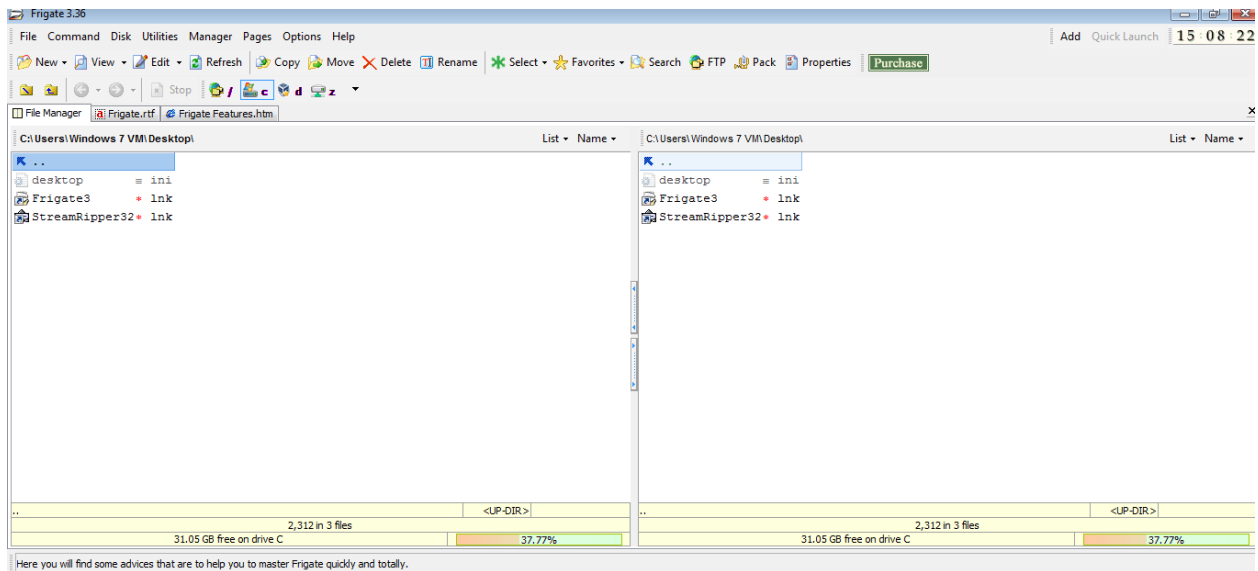 Frigate 3.36
File Command Disk Utilities Manager Pages Options Help Add Quick Launch 15:08:22
New View Edit Refresh Copy Move Delete Rename Select Favorites Search FTP Pack Properties Purchase
Stop / c d z
File Manager Frigate.rtf Frigate Features.htm
C:\Users\Windows 7 VM\Desktop\ List Name C:\Users\Windows 7 VM\Desktop\ List Name
.. ..
desktop = ini desktop = ini
Frigate3 * lnk Frigate3 * lnk
StreamRipper32* lnk StreamRipper32* lnk
.. <UP-DIR> .. <UP-DIR>
2,312 in 3 files 2,312 in 3 files
31.05 GB free on drive C 37.77% 31.05 GB free on drive C 37.77%
Here you will find some advices that are to help you to master Frigate quickly and totally.